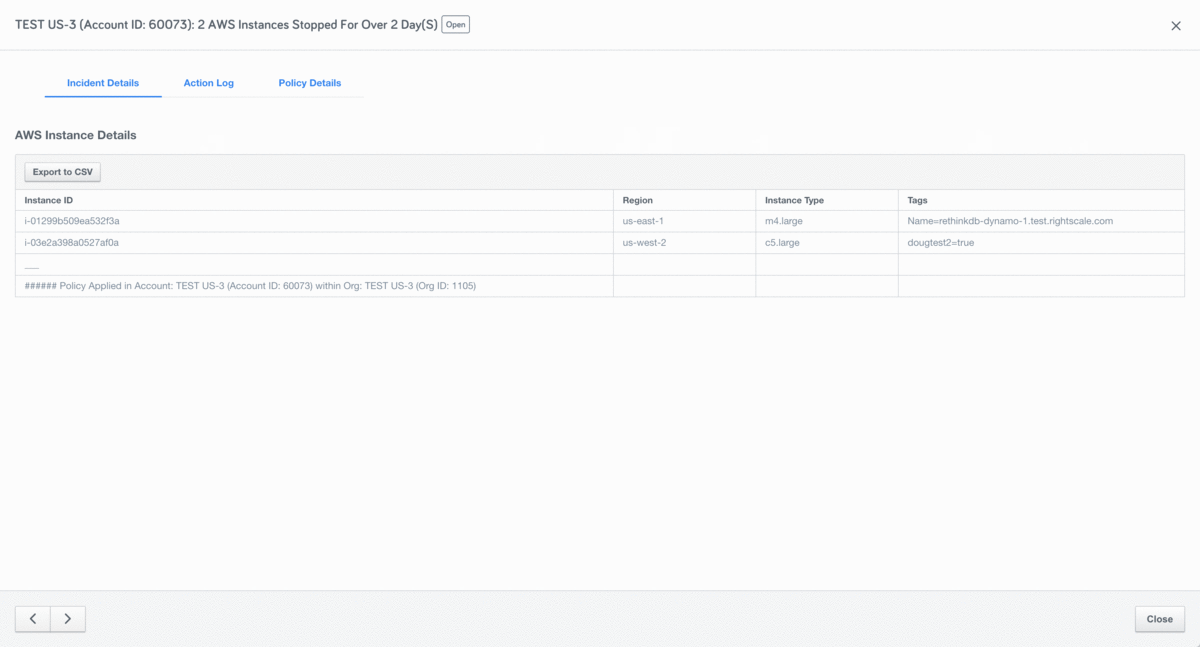 TEST US-3 (Account ID: 60073): 2 AWS Instances Stopped For Over 2 Day(S) Open
Incident Details Action Log Policy Details
AWS Instance Details
Export to CSV
Instance ID Region Instance Type Tags
i-01299b509ea532f3a us-east-1 m4.large Name=rethinkdb-dynamo-1.test.rightscale.com
i-03e2a398a0527af0a us-west-2 c5.large dougtest2=true
___
###### Policy Applied in Account: TEST US-3 (Account ID: 60073) within Org: TEST US-3 (Org ID: 1105)
Close